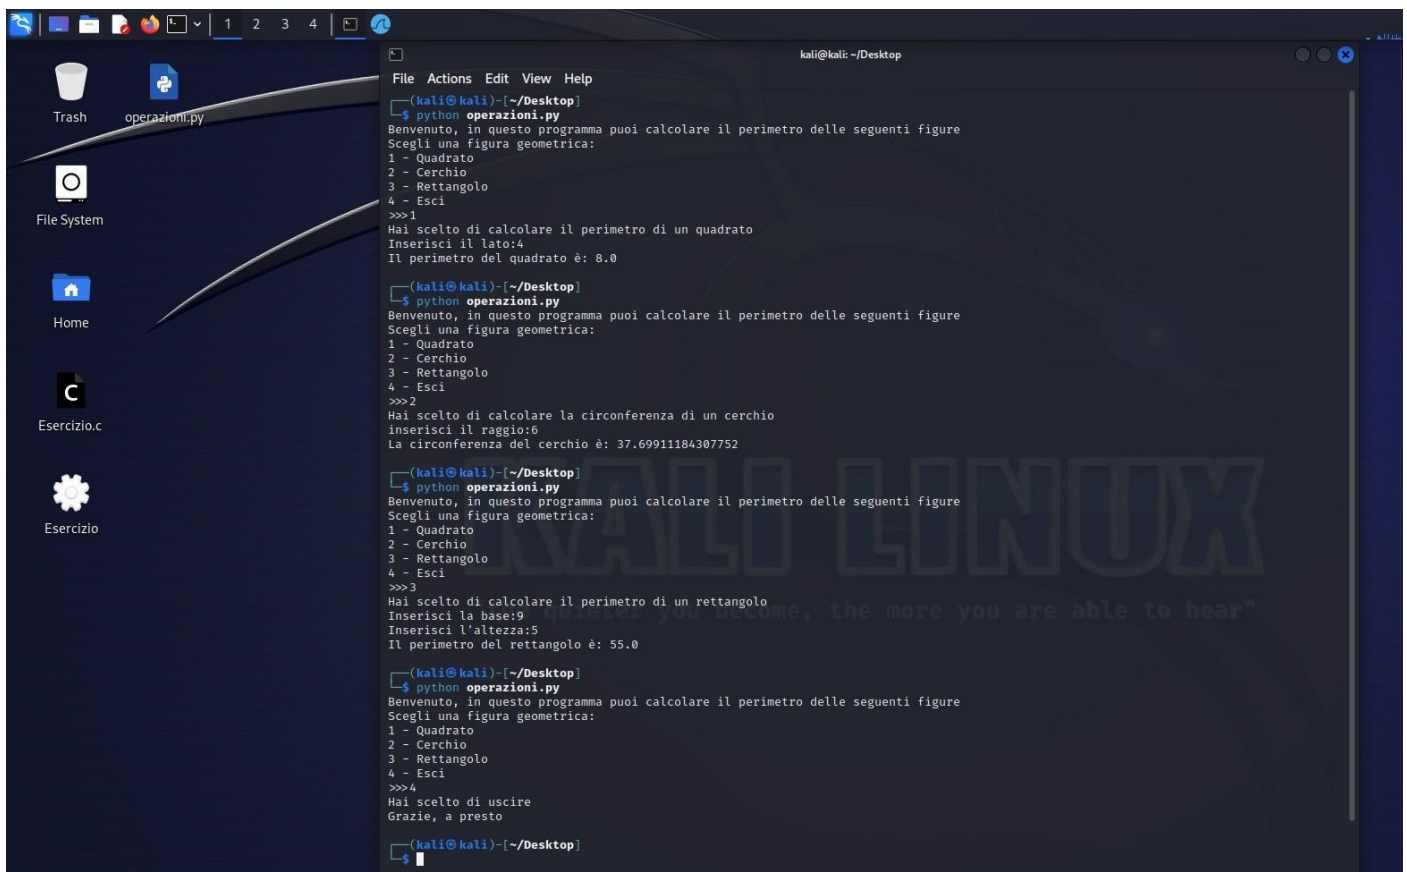 1 2 3 4
kali@kali: ~/Desktop
File Actions Edit View Help
Trash
operazioni.py
File System
Home
Esercizio.c
Esercizio
(kali㉿kali)-[~/Desktop]
$ python operazioni.py
Benvenuto, in questo programma puoi calcolare il perimetro delle seguenti figure
Scegli una figura geometrica:
1 - Quadrato
2 - Cerchio
3 - Rettangolo
4 - Esci
>>>1
Hai scelto di calcolare il perimetro di un quadrato
Inserisci il lato:4
Il perimetro del quadrato è: 8.0
(kali㉿kali)-[~/Desktop]
$ python operazioni.py
Benvenuto, in questo programma puoi calcolare il perimetro delle seguenti figure
Scegli una figura geometrica:
1 - Quadrato
2 - Cerchio
3 - Rettangolo
4 - Esci
>>>2
Hai scelto di calcolare la circonferenza di un cerchio
inserisci il raggio:6
La circonferenza del cerchio è: 37.69911184307752
(kali㉿kali)-[~/Desktop]
$ python operazioni.py
Benvenuto, in questo programma puoi calcolare il perimetro delle seguenti figure
Scegli una figura geometrica:
1 - Quadrato
2 - Cerchio
3 - Rettangolo
4 - Esci
>>>3
Hai scelto di calcolare il perimetro di un rettangolo
Inserisci la base:9
Inserisci l'altezza:5
Il perimetro del rettangolo è: 55.0
(kali㉿kali)-[~/Desktop]
$ python operazioni.py
Benvenuto, in questo programma puoi calcolare il perimetro delle seguenti figure
Scegli una figura geometrica:
1 - Quadrato
2 - Cerchio
3 - Rettangolo
4 - Esci
>>>4
Hai scelto di uscire
Grazie, a presto
(kali㉿kali)-[~/Desktop]
$
KALI LINUX
quieter you become, the more you are able to hear"